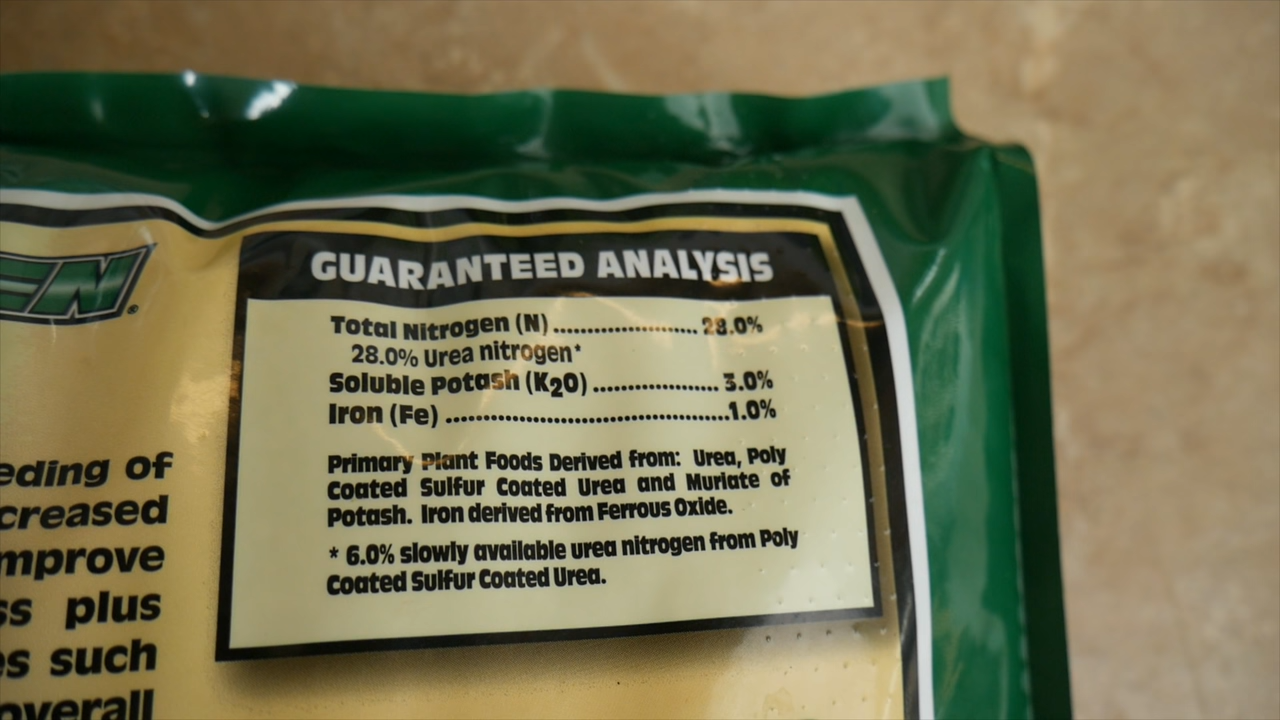 GUARANTEED ANALYSIS
Total Nitrogen (N)..................... 28.0%
28.0% Urea nitrogen*
Soluble Potash (K2O).................. 3.0%
Iron (Fe).........................................1.0%
Primary Plant Foods Derived from: Urea, Poly
Coated Sulfur Coated Urea and Muriate of
Potash. Iron derived from Ferrous Oxide.
* 6.0% slowly available urea nitrogen from Poly
Coated Sulfur Coated Urea.
EN
eding of
creased
mprove
ss plus
es such
overall